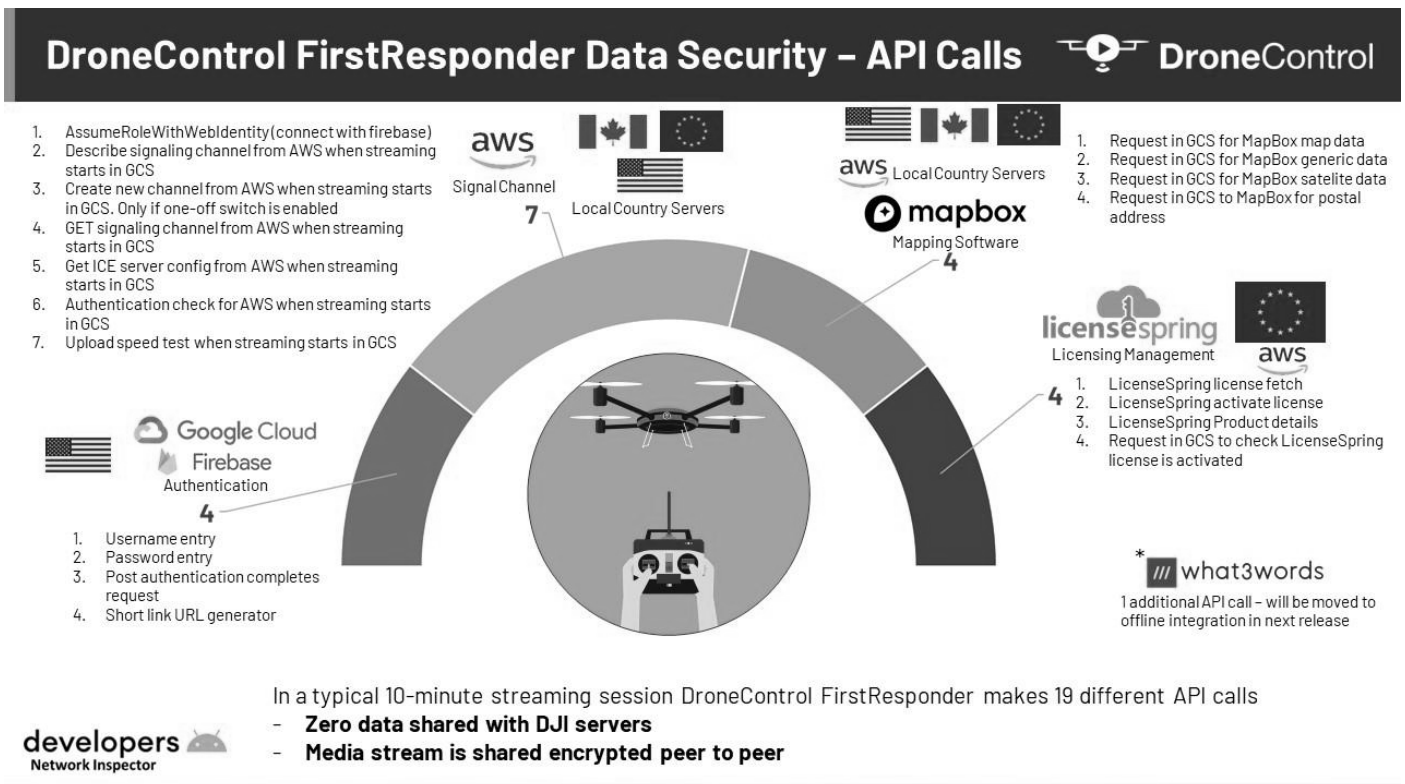 DroneControl FirstResponder Data Security – API Calls
DroneControl
1. AssumeRoleWithWebIdentity (connect with firebase)
2. Describe signaling channel from AWS when streaming
starts in GCS
3. Create new channel from AWS when streaming starts
in GCS. Only if one-off switch is enabled
4. GET signaling channel from AWS when streaming
starts in GCS
5. Get ICE server config from AWS when streaming
starts in GCS
6. Authentication check for AWS when streaming starts
in GCS
7. Upload speed test when streaming starts in GCS
aws
Signal Channel
7
Local Country Servers
aws Local Country Servers
mapbox
Mapping Software
4
1. Request in GCS for MapBox map data
2. Request in GCS for MapBox generic data
3. Request in GCS for MapBox satelite data
4. Request in GCS to MapBox for postal
address
licensespring
Licensing Management
aws
4
1. LicenseSpring license fetch
2. LicenseSpring activate license
3. LicenseSpring Product details
4. Request in GCS to check LicenseSpring
license is activated
Google Cloud
Firebase
Authentication
4
1. Username entry
2. Password entry
3. Post authentication completes
request
4. Short link URL generator
* /// what3words
1 additional API call – will be moved to
offline integration in next release
In a typical 10-minute streaming session DroneControl FirstResponder makes 19 different API calls
- Zero data shared with DJI servers
- Media stream is shared encrypted peer to peer
developers
Network Inspector